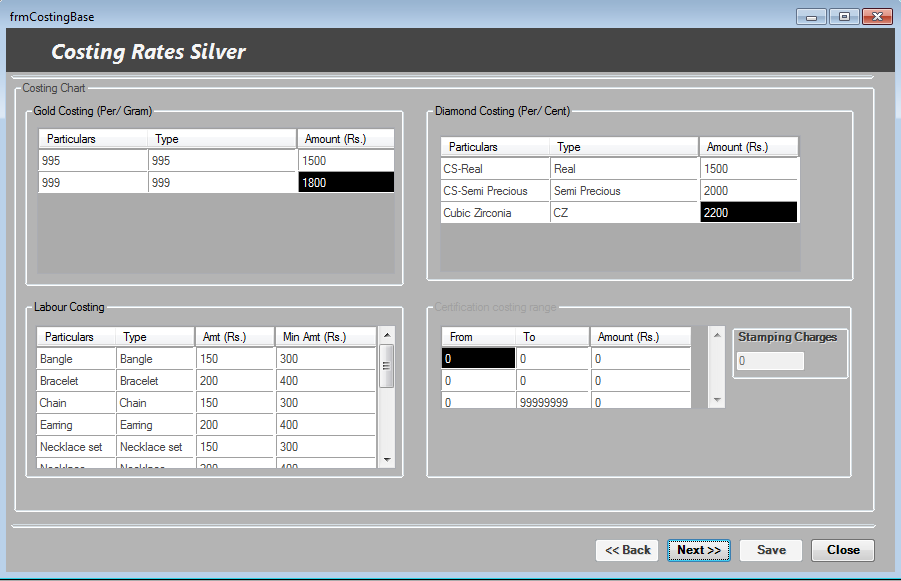 frmCostingBase
Costing Rates Silver
Costing Chart
Gold Costing (Per/ Gram)
Particulars Type Amount (Rs.)
995 995 1500
999 999 1800
Diamond Costing (Per/ Cent)
Particulars Type Amount (Rs.)
CS-Real Real 1500
CS-Semi Precious Semi Precious 2000
Cubic Zirconia CZ 2200
Labour Costing
Particulars Type Amt (Rs.) Min Amt (Rs.)
Bangle Bangle 150 300
Bracelet Bracelet 200 400
Chain Chain 150 300
Earring Earring 200 400
Necklace set Necklace set 150 300
Necklace Necklace 200 400
Certification costing range
From To Amount (Rs.)
0 0 0
0 0 0
0 99999999 0
Stamping Charges
0
<< Back Next >> Save Close